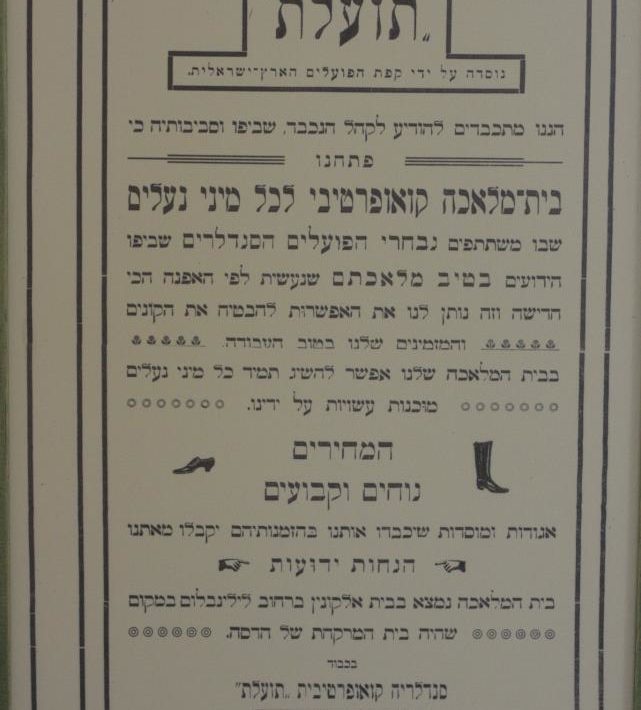 „תועלת
נוסדה על ידי קפת הפועלים הארץ־ישראלית.
הננו מתכבדים להודיע לקהל הנכבד, שביפו וסביבותיה כי
פתחנו
בית־מלאכה קואופרטיבי לכל מיני נעלים
שבו משתתפים נבחרי הפועלים הסנדלרים שביפו
הידועים בטיב מלאכתם שנעשית לפי האפנה הכי
חדישה וזה נותן לנו את האפשרות להבטיח את הקונים
והמזמינים שלנו בטוב העבודה.
בבית המלאכה שלנו אפשר להשיג תמיד כל מיני נעלים
מוכנות עשויות על ידינו.
המחירים
נוחים וקבועים
אגודות ומוסדות שיכבדו אותנו בהזמנותיהם יקבלו מאתנו
הנחות ידועות
בית המלאכה נמצא בבית אלקונין ברחוב לילינבלום במקום
שהיה בית המרקחת של הדסה.
בכבוד
סנדלריה קואופרטיבית „תועלת"